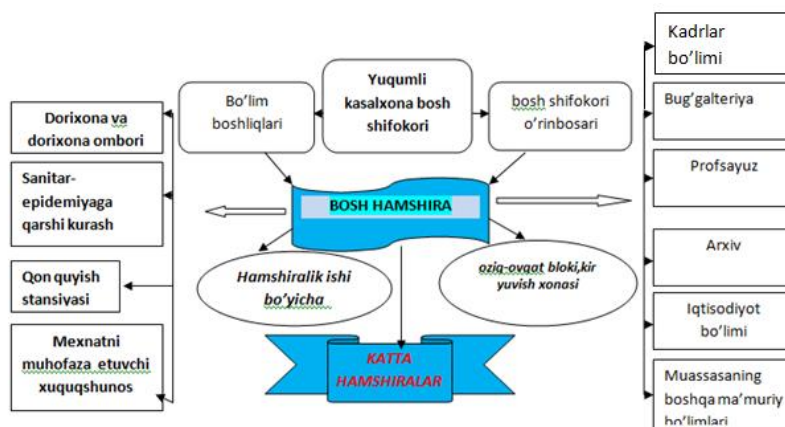 Yuqumli
kasalxona bosh
shifokori
Bo'lim
boshliqlari
bosh shifokori
o'rinbosari
Dorixona va
dorixona ombori
Sanitar-
epidemiyaga
qarshi kurash
Qon quyish
stansiyasi
Mexnatni
muhofaza etuvchi
xuquqshunos
BOSH HAMSHIRA
Hamshiralik ishi
bo'yicha
oziq-ovqat bloki,kir
yuvish xonasi
KATTA
HAMSHIRALAR
Kadrlar
bo'limi
Bug'galteriya
Profsayuz
Arxiv
Iqtisodiyot
bo'limi
Muassasaning
boshqa ma'muriy
bo'limlari